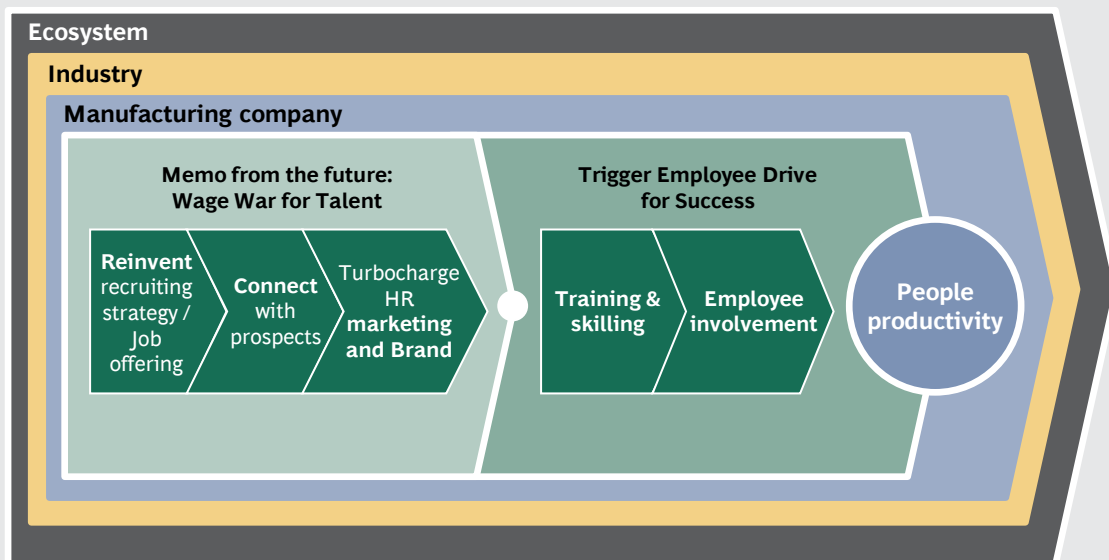 Ecosystem
Industry
Manufacturing company
Memo from the future:
Wage War for Talent
Reinvent
recruiting
strategy /
Job
offering
Connect
with
prospects
Turbocharge
HR
marketing
and Brand
Trigger Employee Drive
for Success
Training &
skilling
Employee
involvement
People
productivity